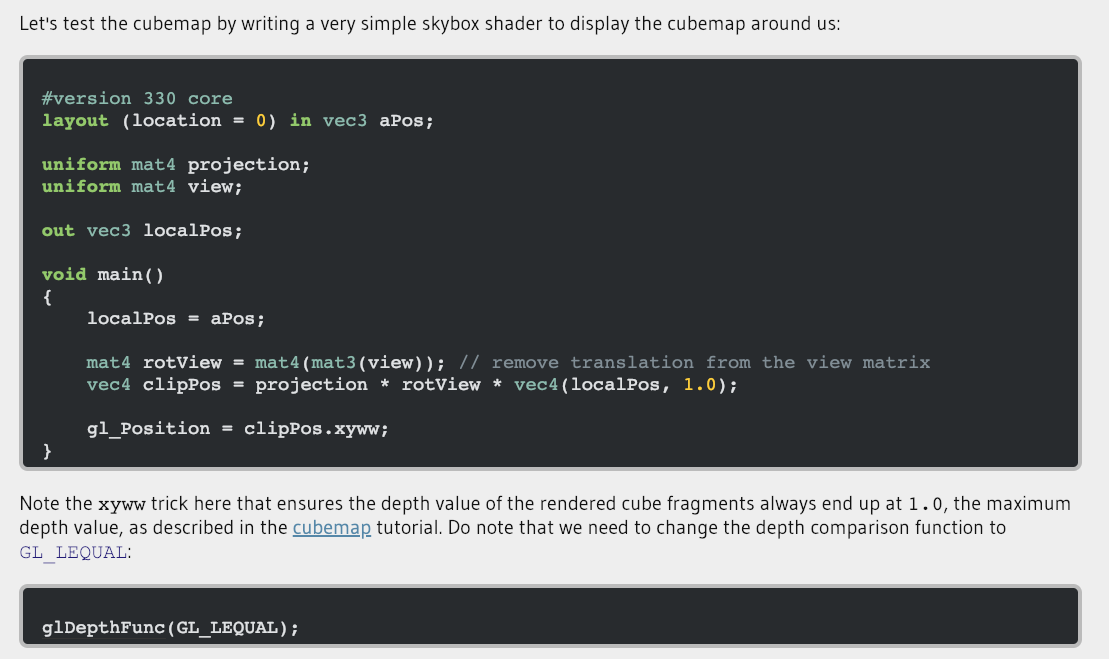 Let's test the cubemap by writing a very simple skybox shader to display the cubemap around us:
#version 330 core
layout (location = 0) in vec3 aPos;
uniform mat4 projection;
uniform mat4 view;
out vec3 localPos;
void main()
{
    localPos = aPos;
    mat4 rotView = mat4(mat3(view)); // remove translation from the view matrix
    vec4 clipPos = projection * rotView * vec4(localPos, 1.0);
    gl_Position = clipPos.xyww;
}
Note the xyww trick here that ensures the depth value of the rendered cube fragments always end up at 1.0, the maximum
depth value, as described in the cubemap tutorial. Do note that we need to change the depth comparison function to
GL_LEQUAL:
glDepthFunc(GL_LEQUAL);